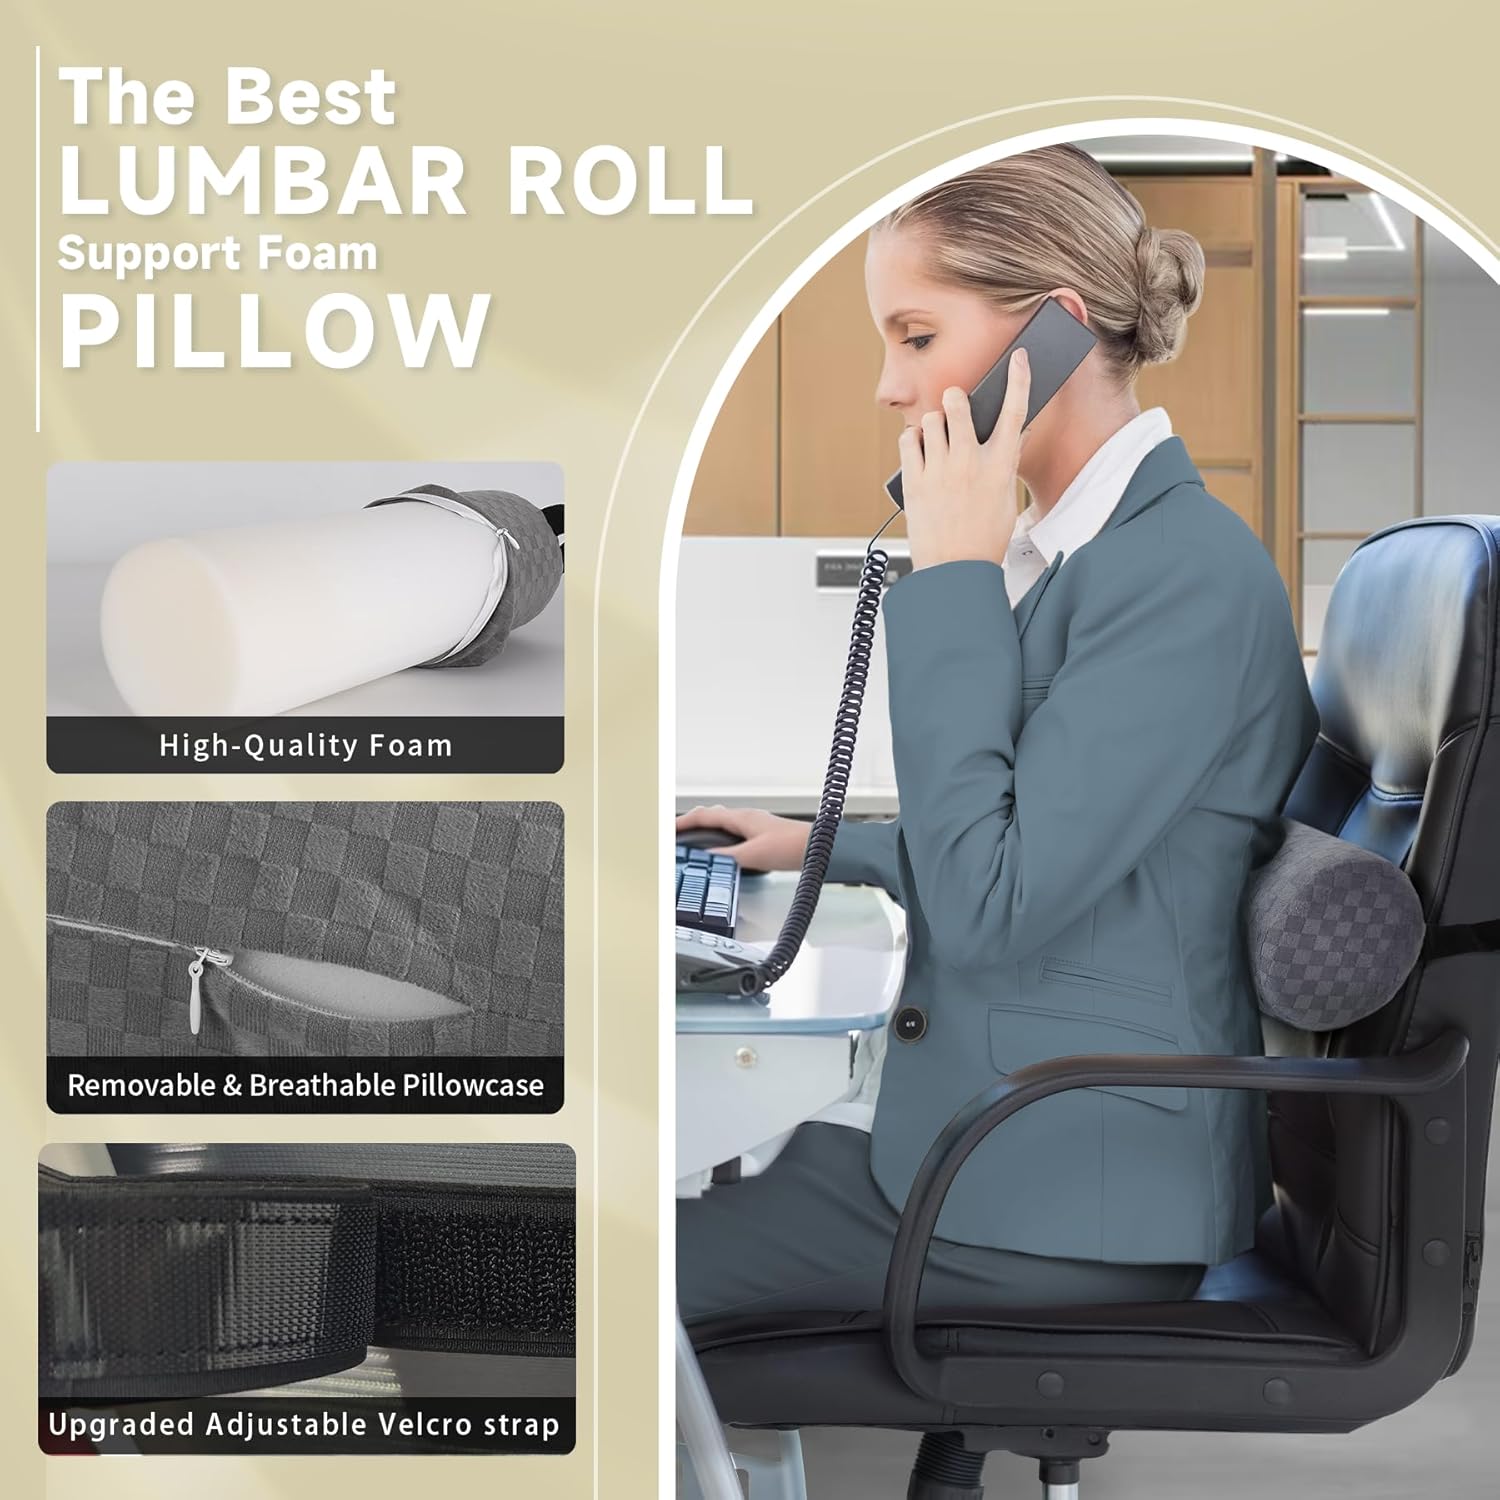 The Best
LUMBAR ROLL
Support Foam
PILLOW
High-Quality Foam
Removable & Breathable Pillowcase
Upgraded Adjustable Velcro strap